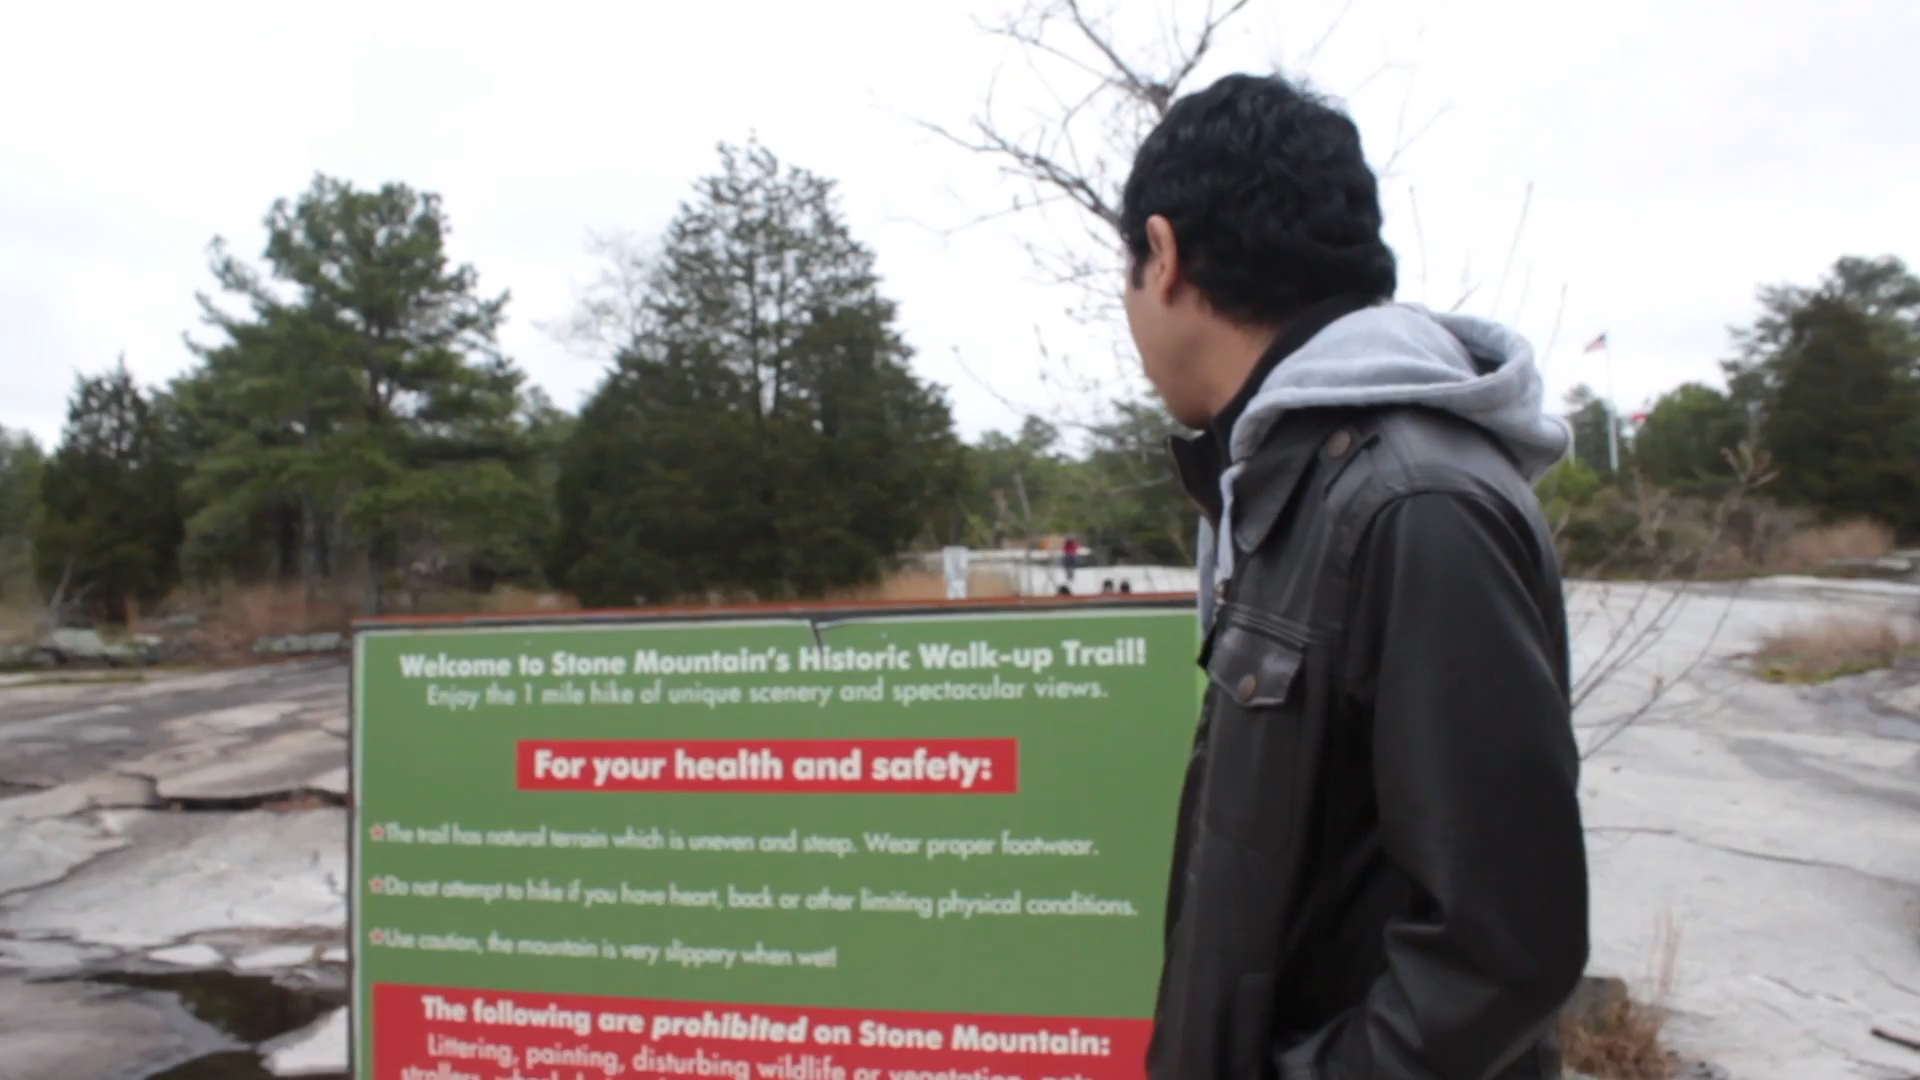 Welcome to Stone Mountain's Historic Walk-up Trail!
Enjoy the 1 mile hike of unique scenery and spectacular views.
For your health and safety:
The trail has natural terrain which is uneven and steep. Wear proper footwear.
Do not attempt to hike if you have heart, back or other limiting physical conditions.
Use caution, the mountain is very slippery when wet!
The following are prohibited on Stone Mountain:
Littering, painting, disturbing wildlife or vegetation, pets,
strollers,